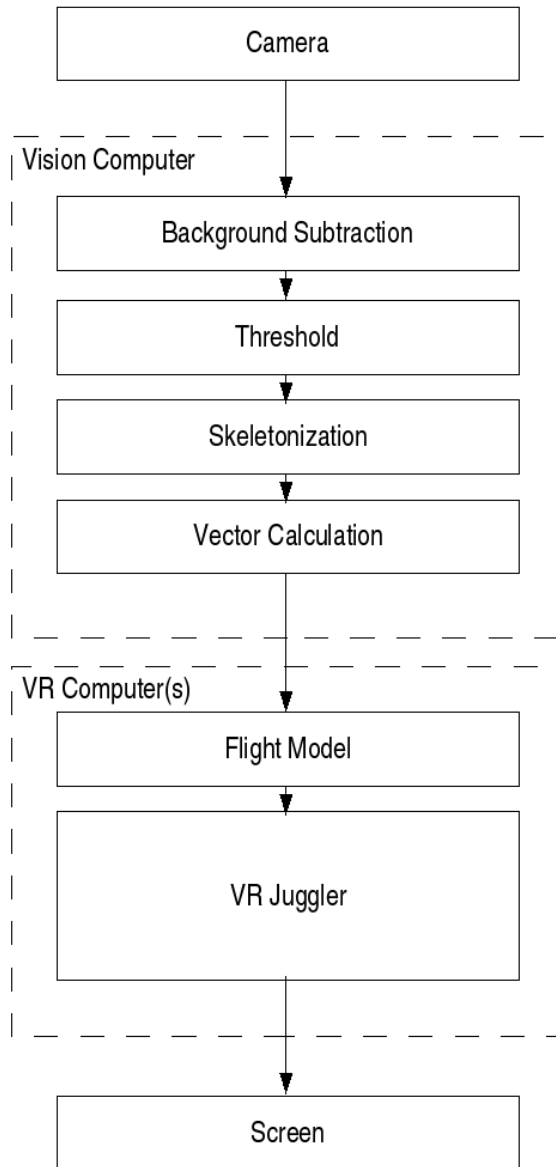 Camera
Vision Computer
Background Subtraction
Threshold
Skeletonization
Vector Calculation
VR Computer(s)
Flight Model
VR Juggler
Screen